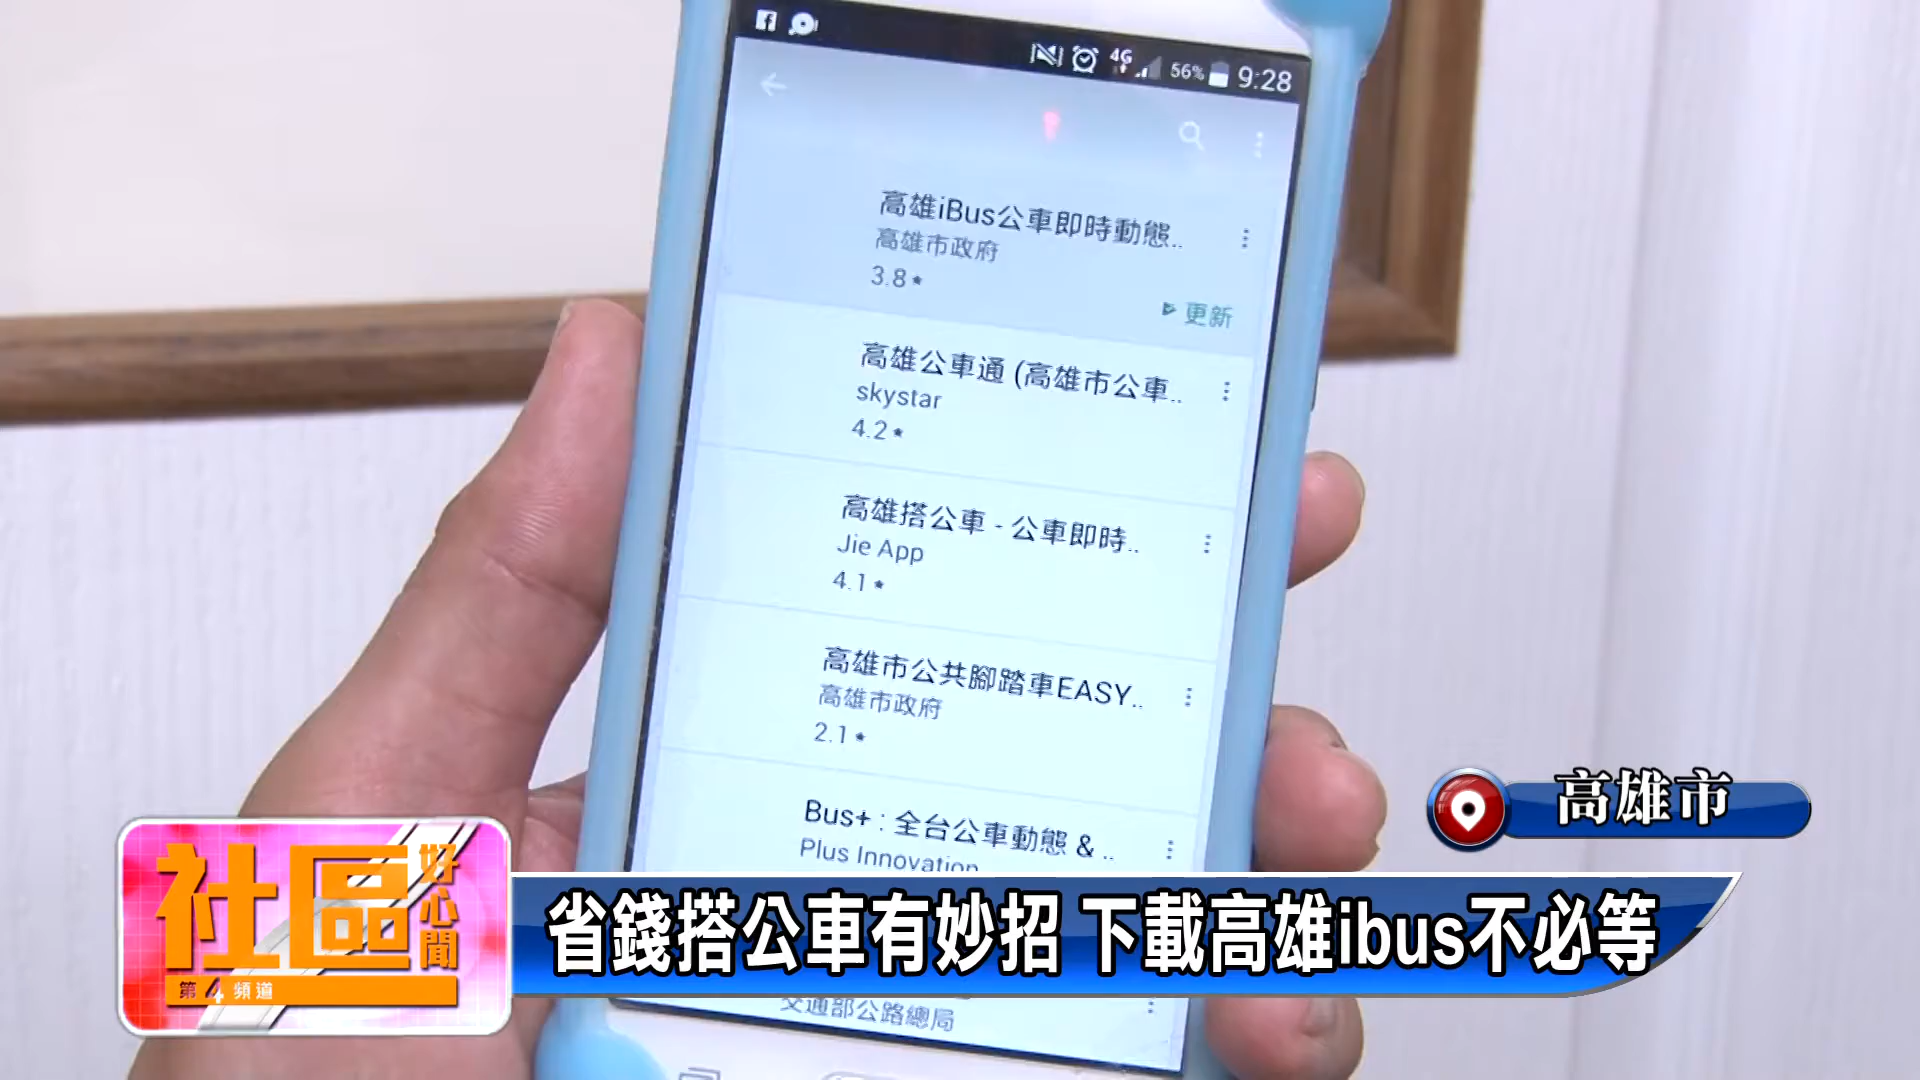 4G 56% 9:28
高雄iBus公車即時動態..
高雄市政府
3.8
更新
高雄公車通 (高雄市公車..
skystar
4.2
高雄搭公車 - 公車即時..
Jie App
4.1
高雄市公共腳踏車EASY..
高雄市政府
2.1
Bus+ : 全台公車動態 & ..
Plus Innovation
交通部公路總局
高雄市
社區
好心聞
第4頻道
省錢搭公車有妙招 下載高雄ibus不必等